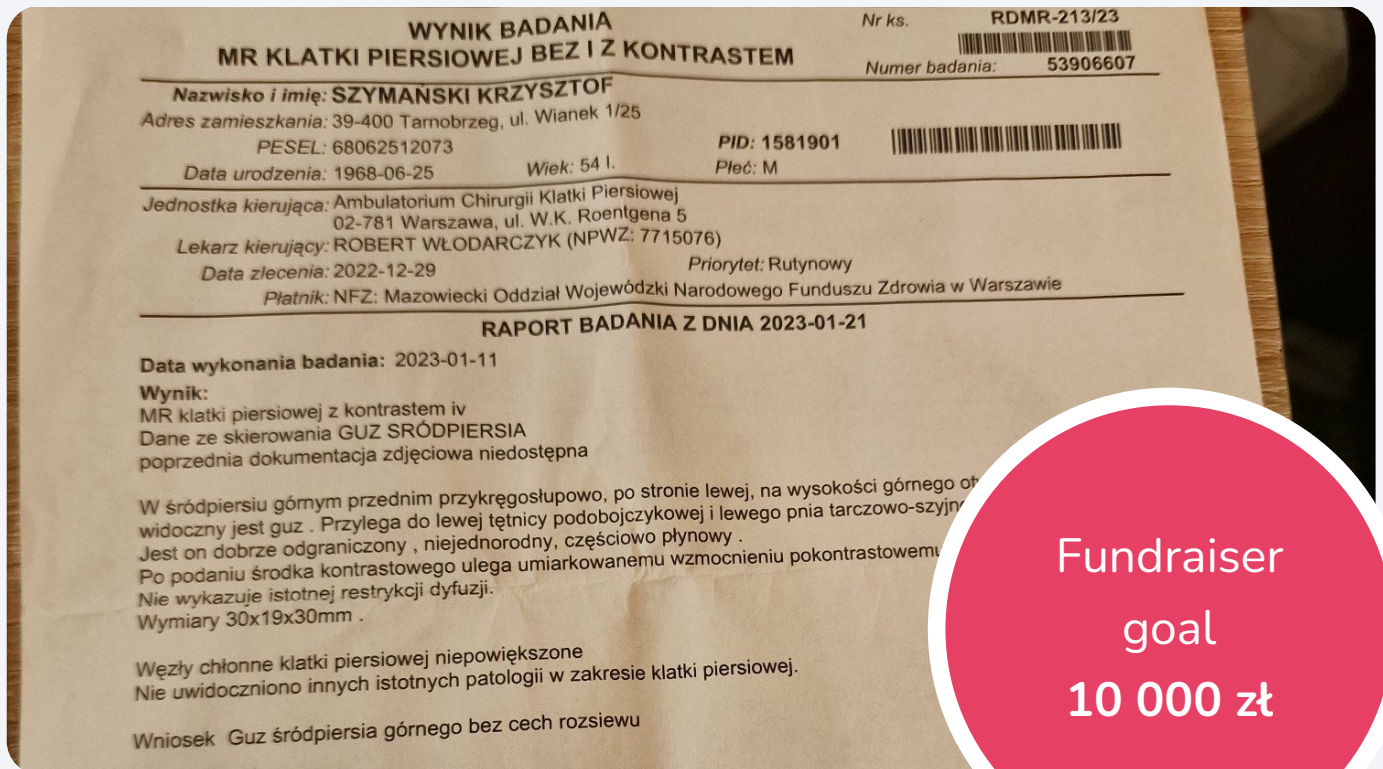 WYNIK BADANIA
MR KLATKI PIERSIOWEJ BEZ I Z KONTRASTEM
Nr ks. RDMR-213/23
Numer badania: 53906607
Nazwisko i imię: SZYMAŃSKI KRZYSZTOF
Adres zamieszkania: 39-400 Tarnobrzeg, ul. Wianek 1/25
PESEL: 68062512073
PID: 1581901
Data urodzenia: 1968-06-25 Wiek: 54 l. Płeć: M
Jednostka kierująca: Ambulatorium Chirurgii Klatki Piersiowej
02-781 Warszawa, ul. W.K. Roentgena 5
Lekarz kierujący: ROBERT WŁODARCZYK (NPWZ: 7715076)
Data zlecenia: 2022-12-29 Priorytet: Rutynowy
Płatnik: NFZ: Mazowiecki Oddział Wojewódzki Narodowego Funduszu Zdrowia w Warszawie
RAPORT BADANIA Z DNIA 2023-01-21
Data wykonania badania: 2023-01-11
Wynik:
MR klatki piersiowej z kontrastem iv
Dane ze skierowania GUZ SRÓDPIERSIA
poprzednia dokumentacja zdjęciowa niedostępna
W śródpiersiu górnym przednim przykręgosłupowo, po stronie lewej, na wysokości górnego
widoczny jest guz . Przylega do lewej tętnicy podobojczykowej i lewego pnia
Jest on dobrze odgraniczony , niejednorodny, częściowo płynowy .
Po podaniu środka kontrastowego ulega umiarkowanemu wzmocnieniu pokontrastowemu
Nie wykazuje istotnej restrykcji dyfuzji.
Wymiary 30x19x30mm .
Węzły chłonne klatki piersiowej niepowiększone
Nie uwidoczniono innych istotnych patologii w zakresie klatki piersiowej.
Wniosek Guz śródpiersia górnego bez cech rozsiewu
Fundraiser
goal
10 000 zł